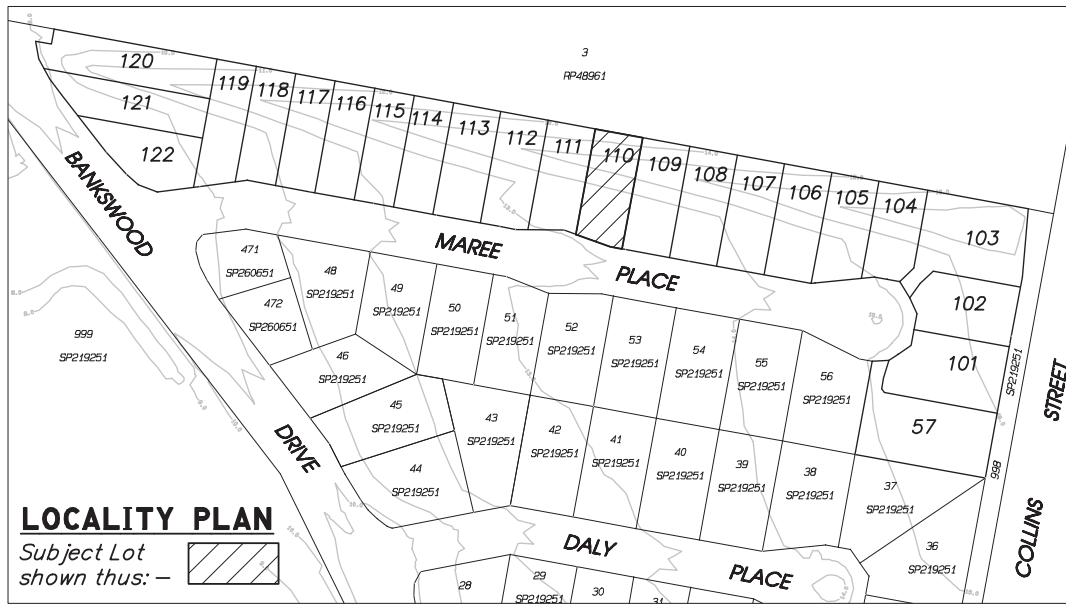 3
RP48961
120
121
122
119
118
117
116
115
114
113
112
111
110
109
108
107
106
105
104
103
102
101
57
BANKSWOOD
DRIVE
MAREE
PLACE
471
SP260651
472
SP260651
48
SP219251
49
SP219251
50
SP219251
51
SP219251
52
SP219251
53
SP219251
54
SP219251
55
SP219251
56
SP219251
46
SP219251
45
SP219251
44
SP219251
43
SP219251
42
SP219251
41
SP219251
40
SP219251
39
SP219251
38
SP219251
37
SP219251
36
SP219251
999
SP219251
998
SP219251
COLLINS
STREET
DALY
PLACE
28
29
SP219251
30
31
LOCALITY PLAN
Subject Lot
shown thus: –